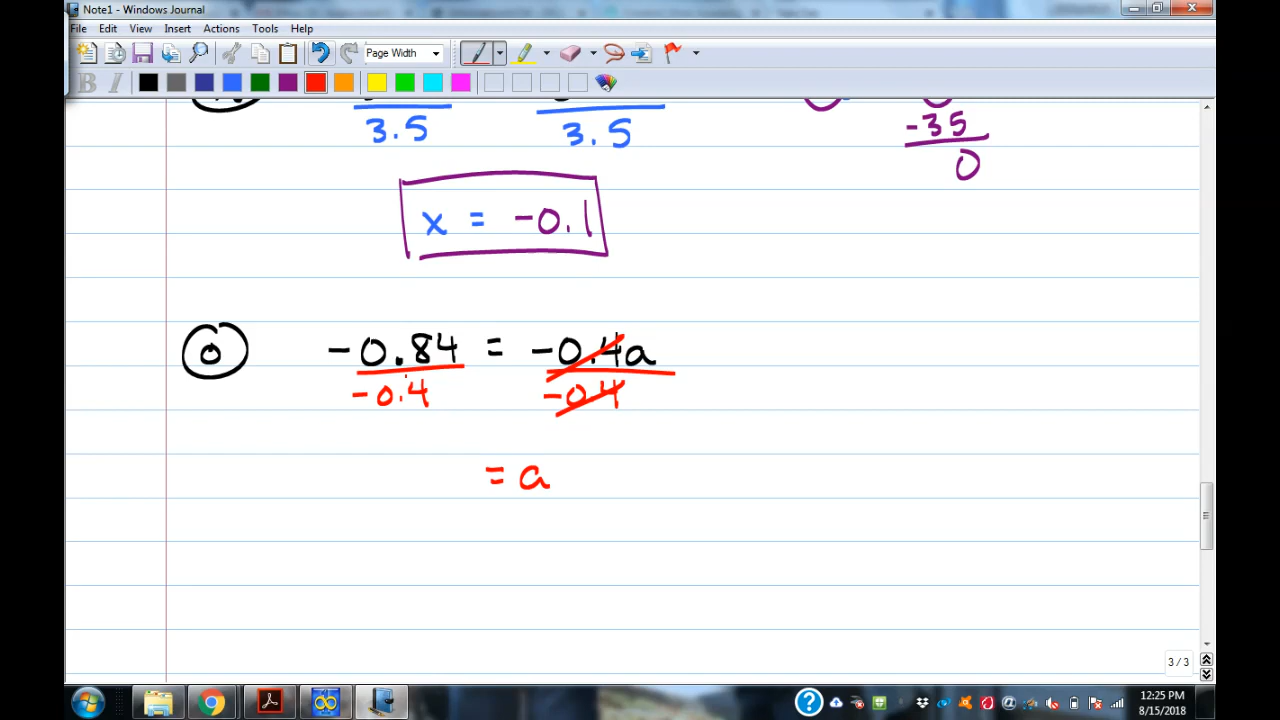 Note1 - Windows Journal
File Edit View Insert Actions Tools Help
Page Width
B I
3.5 3.5
-35
0
x = -0.1
o -0.84 = -0.4a
-0.4 -0.4
= a
3 / 3
12:25 PM
8/15/2018